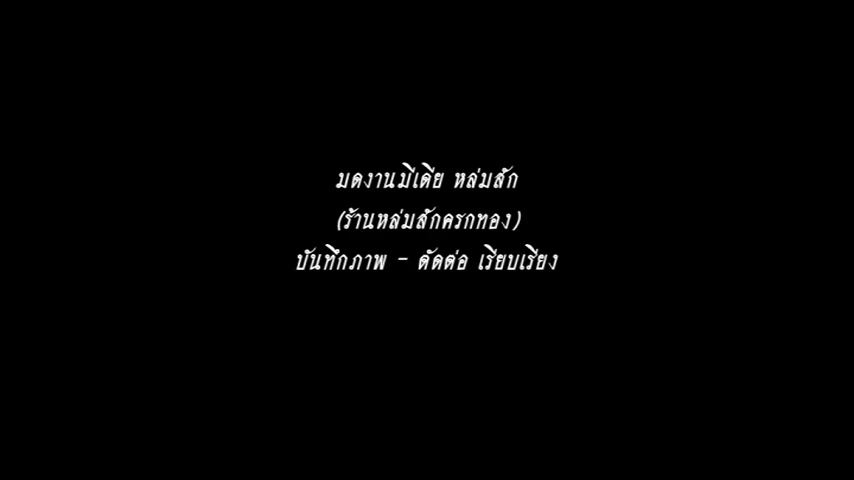 มดงานมีเดีย หล่มสัก
(ร้านหล่มสักครกทอง)
บันทึกภาพ - ตัดต่อ เรียบเรียง